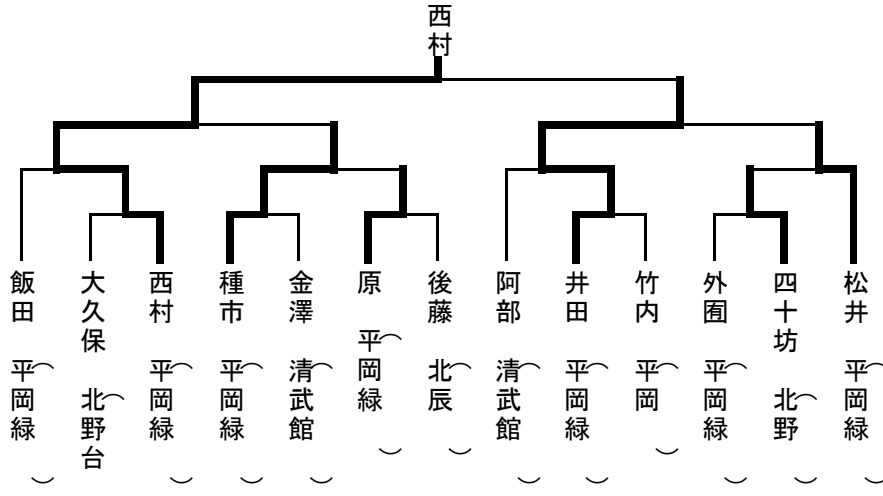 西村
飯田（平岡緑）
大久保（北野台）
西村（平岡緑）
種市（平岡緑）
金澤（清武館）
原（平岡緑）
後藤（北辰）
阿部（清武館）
井田（平岡緑）
竹内（平岡）
外囿（平岡緑）
四十坊（北野）
松井（平岡緑）